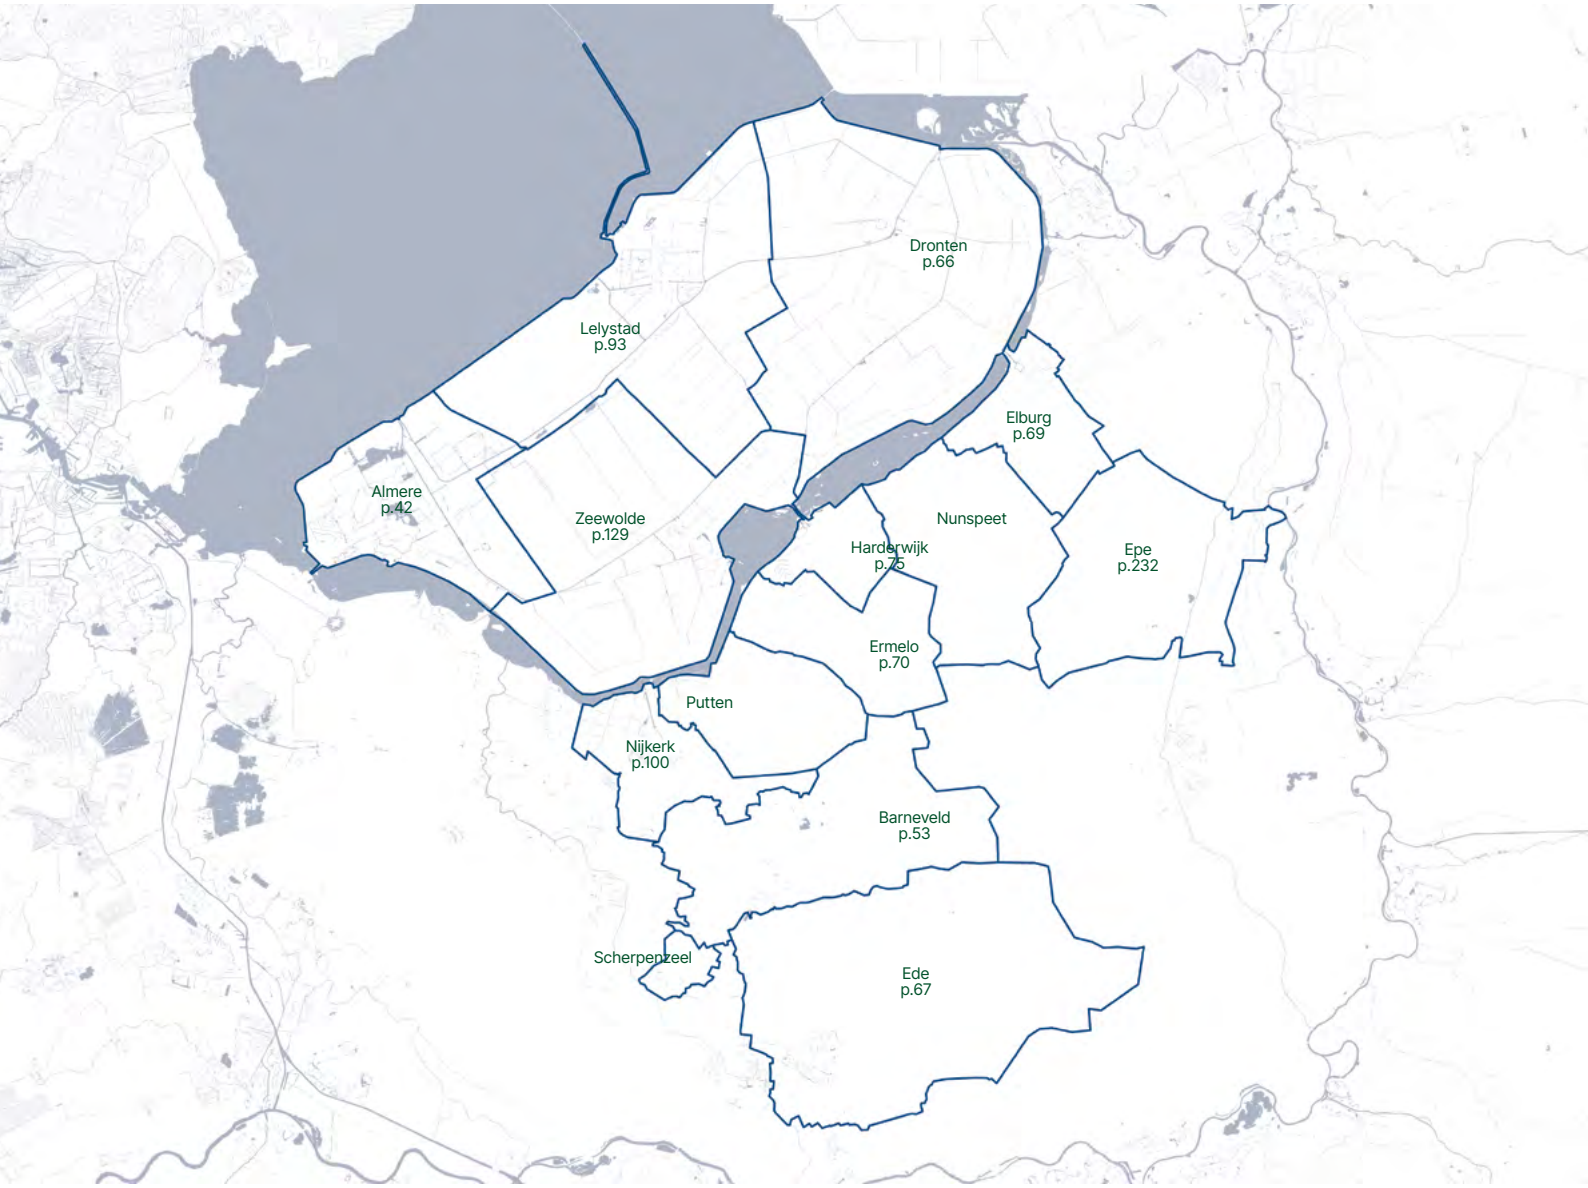 Dronten
p.66
Lelystad
p.93
Elburg
p.69
Almere
p.42
Zeewolde
p.129
Nunspeet
Harderwijk
p.75
Epe
p.232
Ermelo
p.70
Putten
Nijkerk
p.100
Barneveld
p.53
Scherpenzeel
Ede
p.67